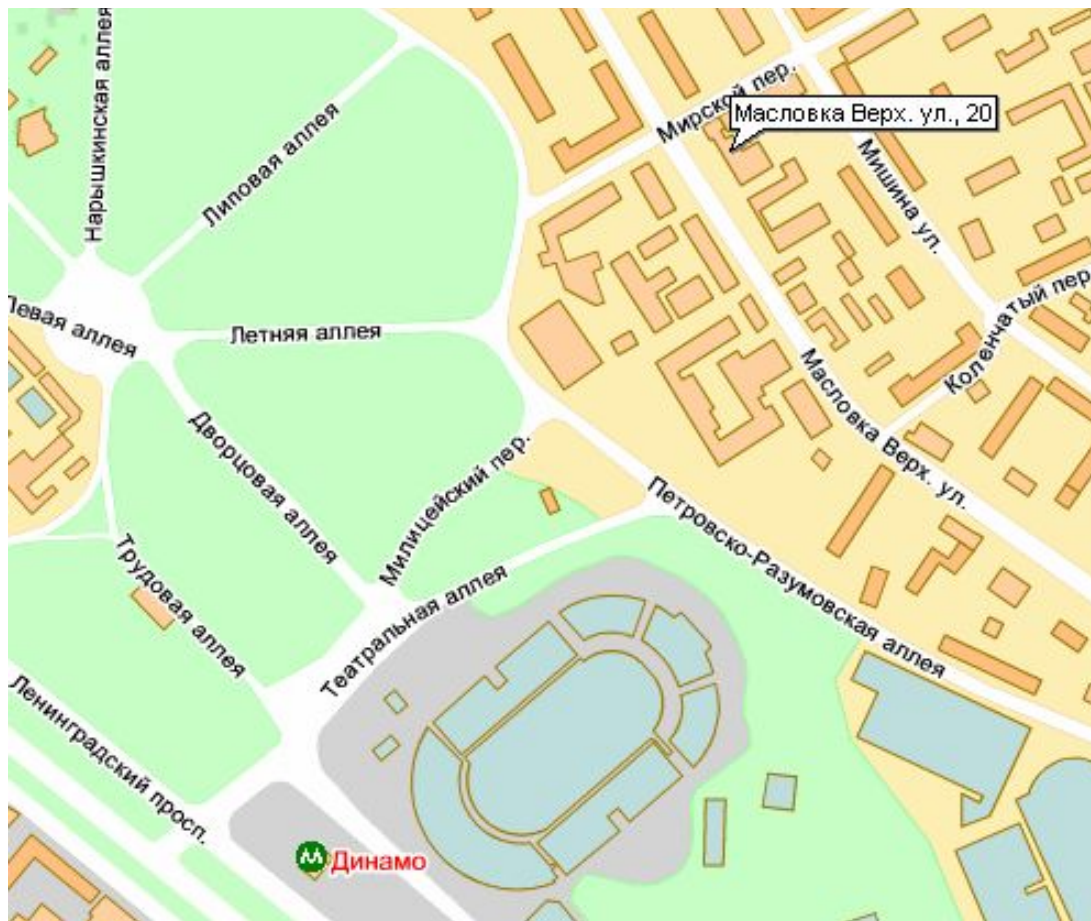 Нарышкинская аллея
Мирской пер.
Масловка Верх. ул., 20
Липовая аллея
Мишина ул.
Коленчатый пер
Левая аллея
Летняя аллея
Масловка Верх. ул.
Дворцовая аллея
Милицейский пер.
Петровско-Разумовская аллея
Трудовая аллея
Театральная аллея
Ленинградский просп.
Динамо